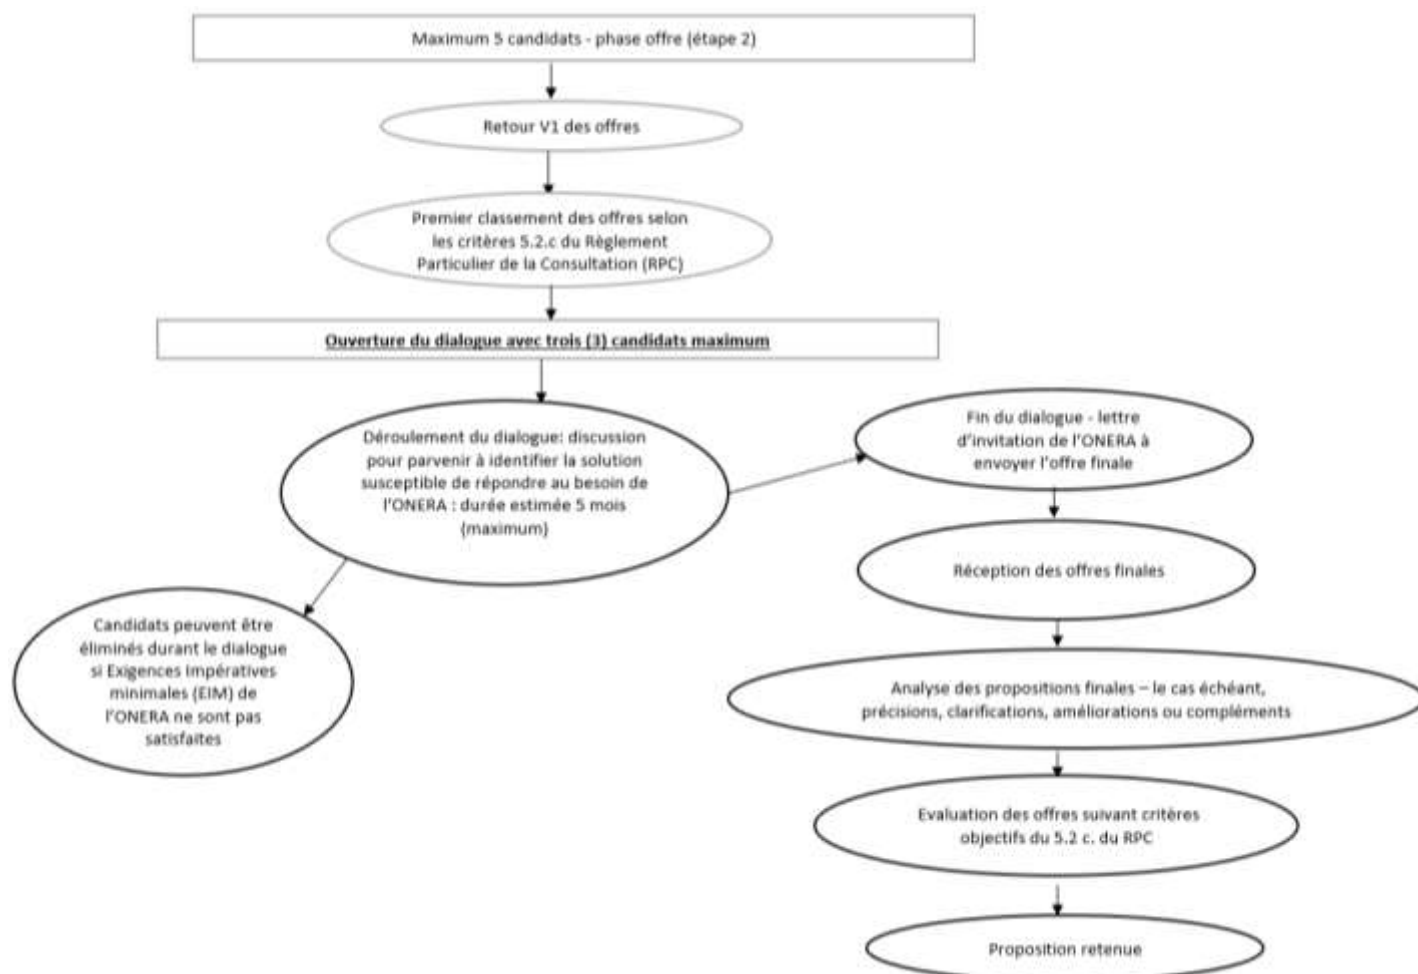 Maximum 5 candidats - phase offre (étape 2)
Retour V1 des offres
Premier classement des offres selon
les critères 5.2.c du Règlement
Particulier de la Consultation (RPC)
Ouverture du dialogue avec trois (3) candidats maximum
Déroulement du dialogue: discussion
pour parvenir à identifier la solution
susceptible de répondre au besoin de
l'ONERA : durée estimée 5 mois
(maximum)
Candidats peuvent être
éliminés durant le dialogue
si Exigences Impératives
minimales (EIM) de
l'ONERA ne sont pas
satisfaites
Fin du dialogue - lettre
d'invitation de l'ONERA à
envoyer l'offre finale
Réception des offres finales
Analyse des propositions finales – le cas échéant,
précisions, clarifications, améliorations ou compléments
Evaluation des offres suivant critères
objectifs du 5.2 c. du RPC
Proposition retenue